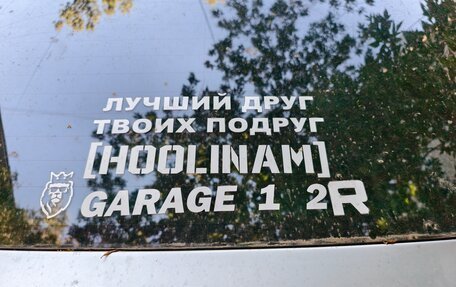 ЛУЧШИЙ ДРУГ
ТВОИХ ПОДРУГ
[HOOLINAM]
GARAGE 1 2R